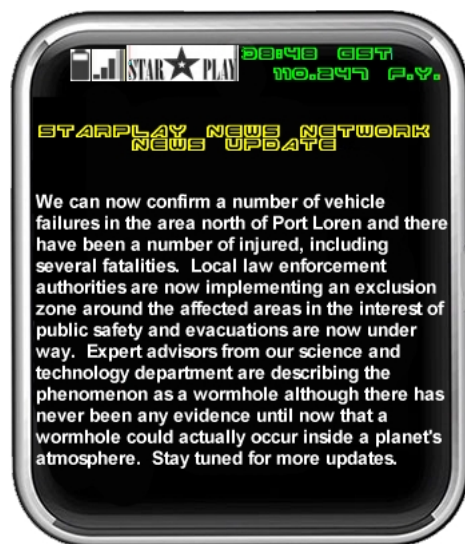 STAR PLAY
08:48 GST
110.247 F.Y.
STARPLAY NEWS NETWORK
NEWS UPDATE
We can now confirm a number of vehicle
failures in the area north of Port Loren and there
have been a number of injured, including
several fatalities.  Local law enforcement
authorities are now implementing an exclusion
zone around the affected areas in the interest of
public safety and evacuations are now under
way.  Expert advisors from our science and
technology department are describing the
phenomenon as a wormhole although there has
never been any evidence until now that a
wormhole could actually occur inside a planet's
atmosphere.  Stay tuned for more updates.